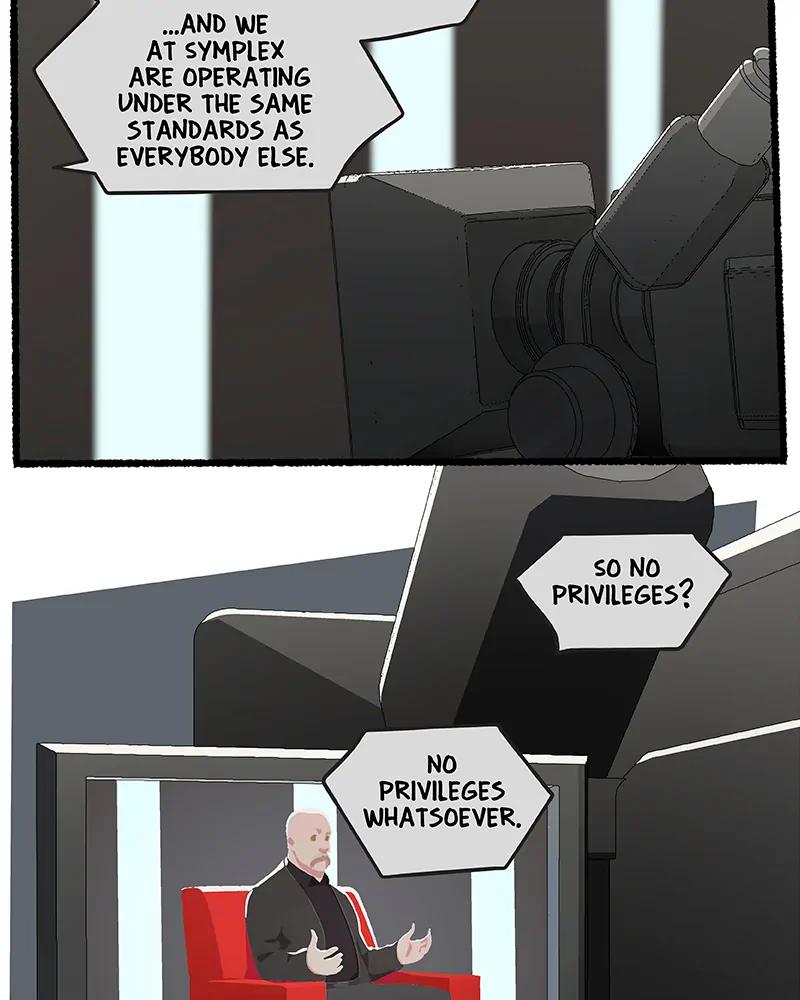 ...AND WE
AT SYMPLEX
ARE OPERATING
UNDER THE SAME
STANDARDS AS
EVERYBODY ELSE.
SO NO
PRIVILEGES?
NO
PRIVILEGES
WHATSOEVER.